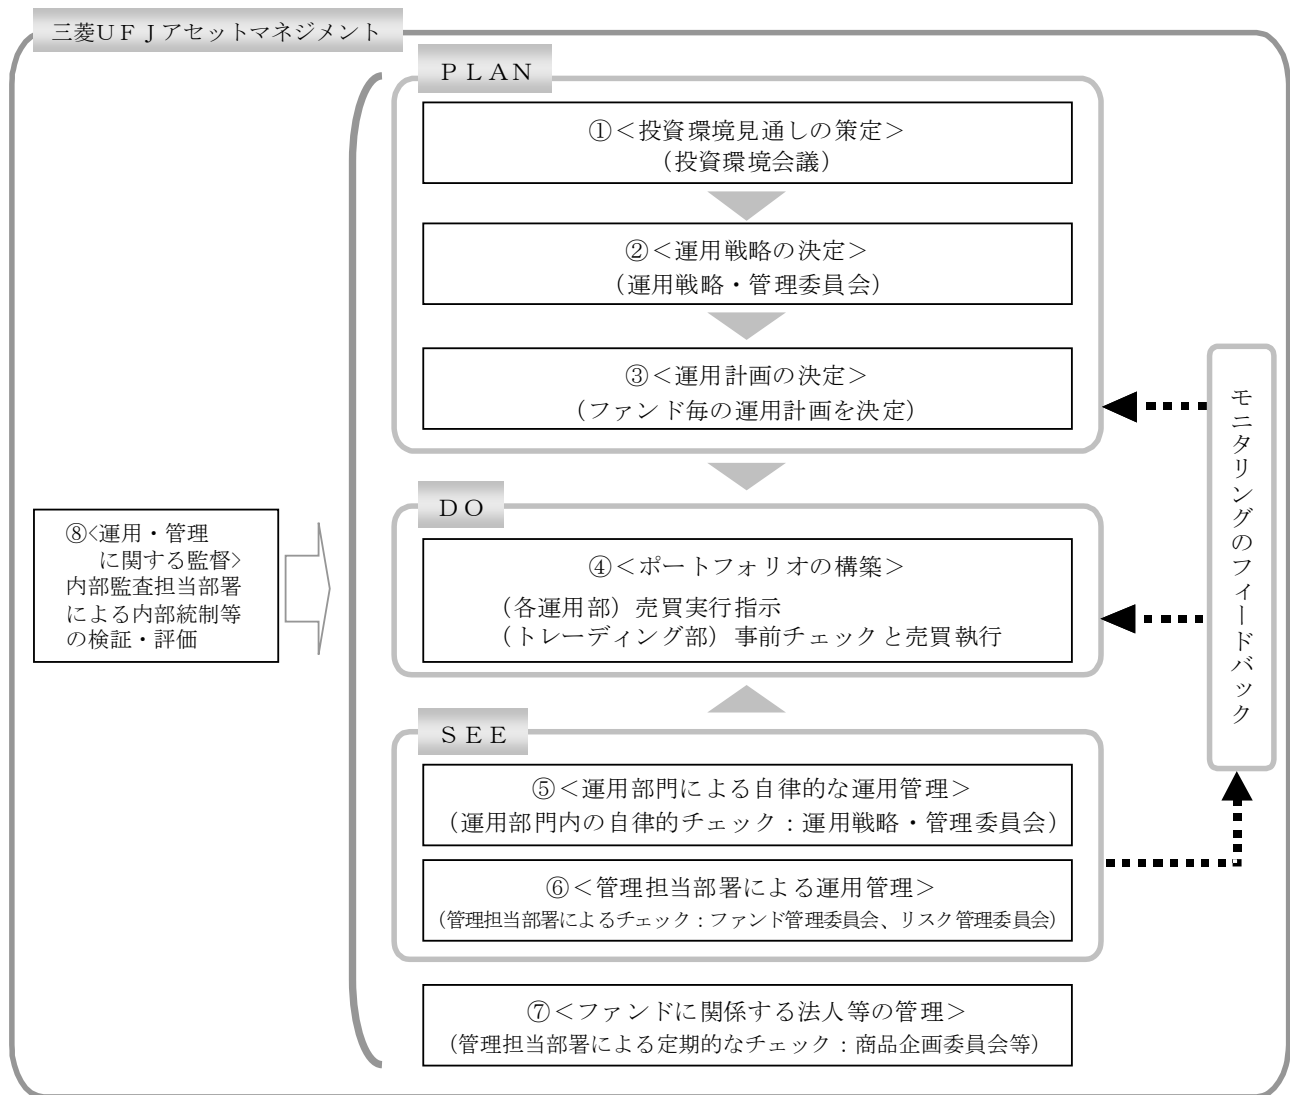 三菱ＵＦＪアセットマネジメント
ＰＬＡＮ
①＜投資環境見通しの策定＞
（投資環境会議）
②＜運用戦略の決定＞
（運用戦略・管理委員会）
③＜運用計画の決定＞
（ファンド毎の運用計画を決定）
ＤＯ
④＜ポートフォリオの構築＞
（各運用部）売買実行指示
（トレーディング部）事前チェックと売買執行
ＳＥＥ
⑤＜運用部門による自律的な運用管理＞
（運用部門内の自律的チェック：運用戦略・管理委員会）
⑥＜管理担当部署による運用管理＞
（管理担当部署によるチェック：ファンド管理委員会、リスク管理委員会）
⑦＜ファンドに関係する法人等の管理＞
（管理担当部署による定期的なチェック：商品企画委員会等）
⑧<運用・管理
に関する監督>
内部監査担当部署
による内部統制等
の検証・評価
モニタリングのフィードバック